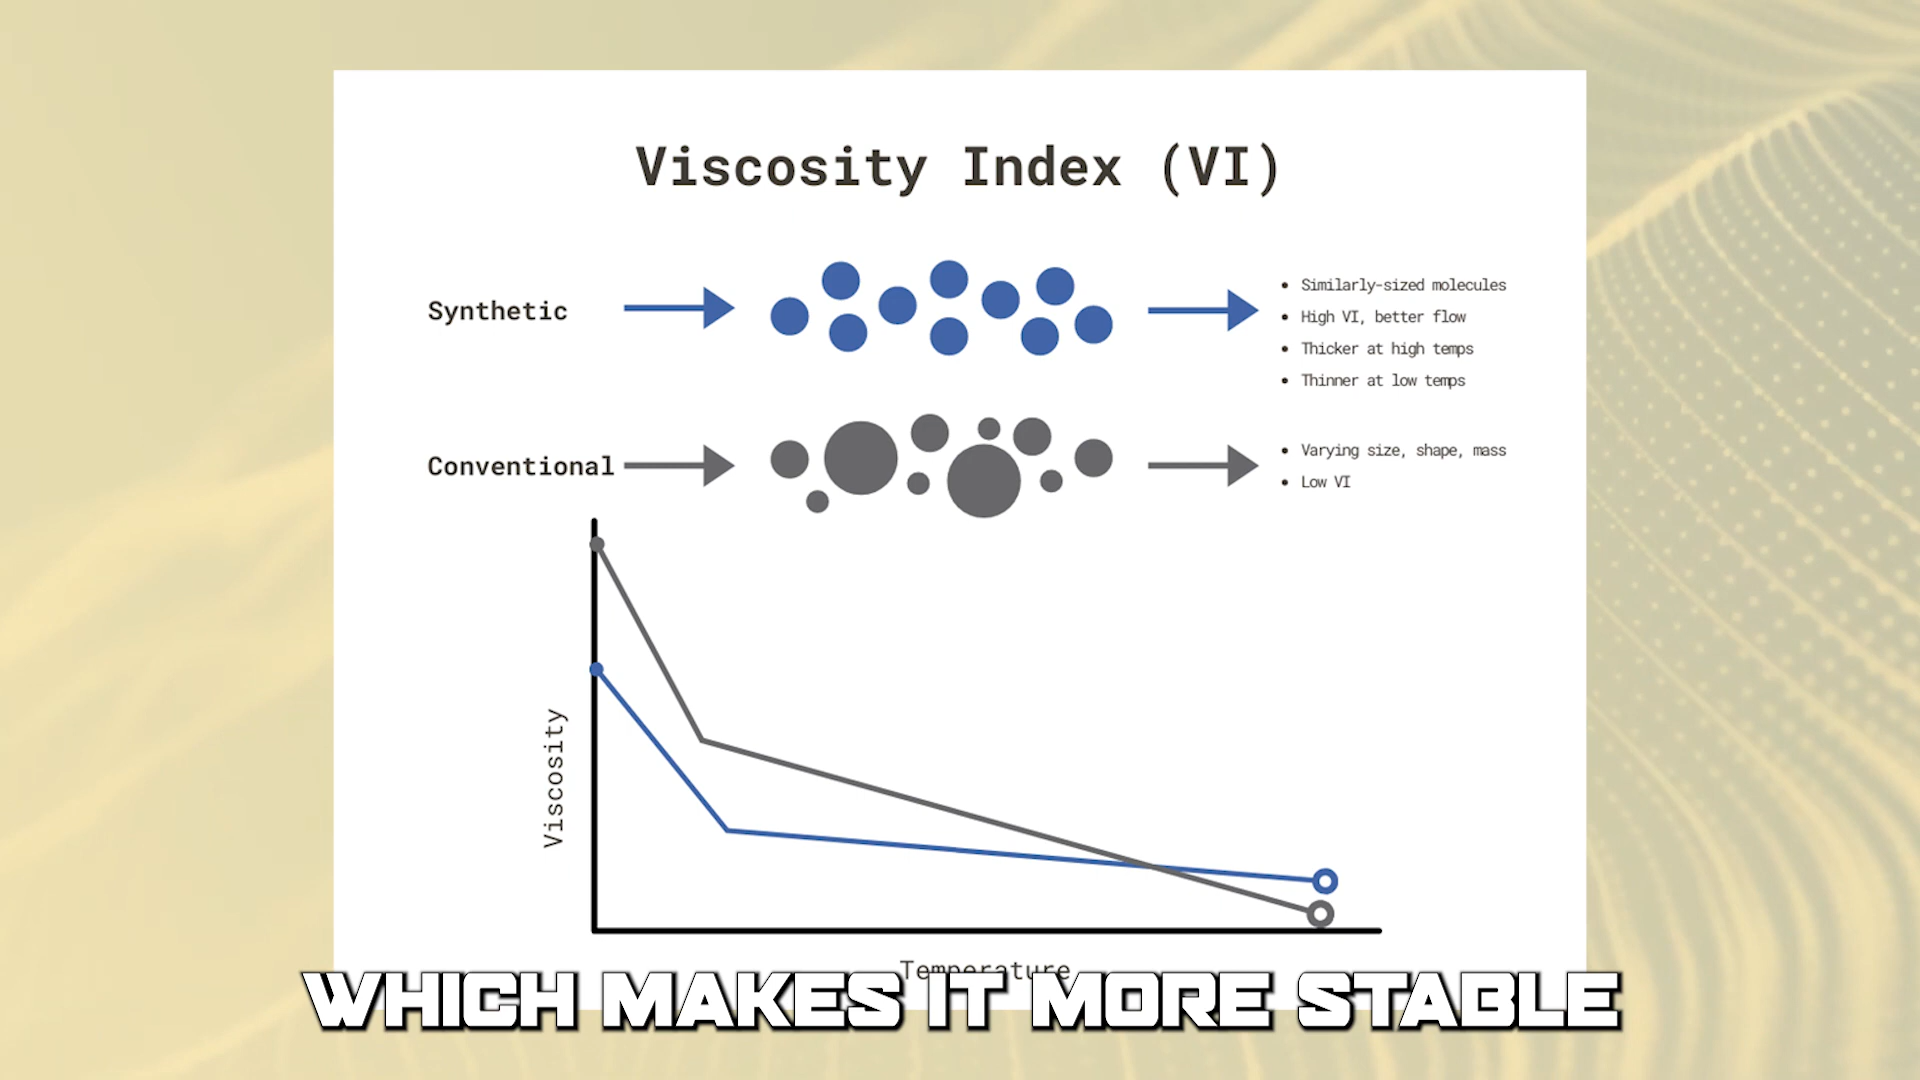 Viscosity Index (VI)
Synthetic
• Similarly-sized molecules
• High VI, better flow
• Thicker at high temps
• Thinner at low temps
Conventional
• Varying size, shape, mass
• Low VI
Viscosity
Temperature
WHICH MAKES IT MORE STABLE